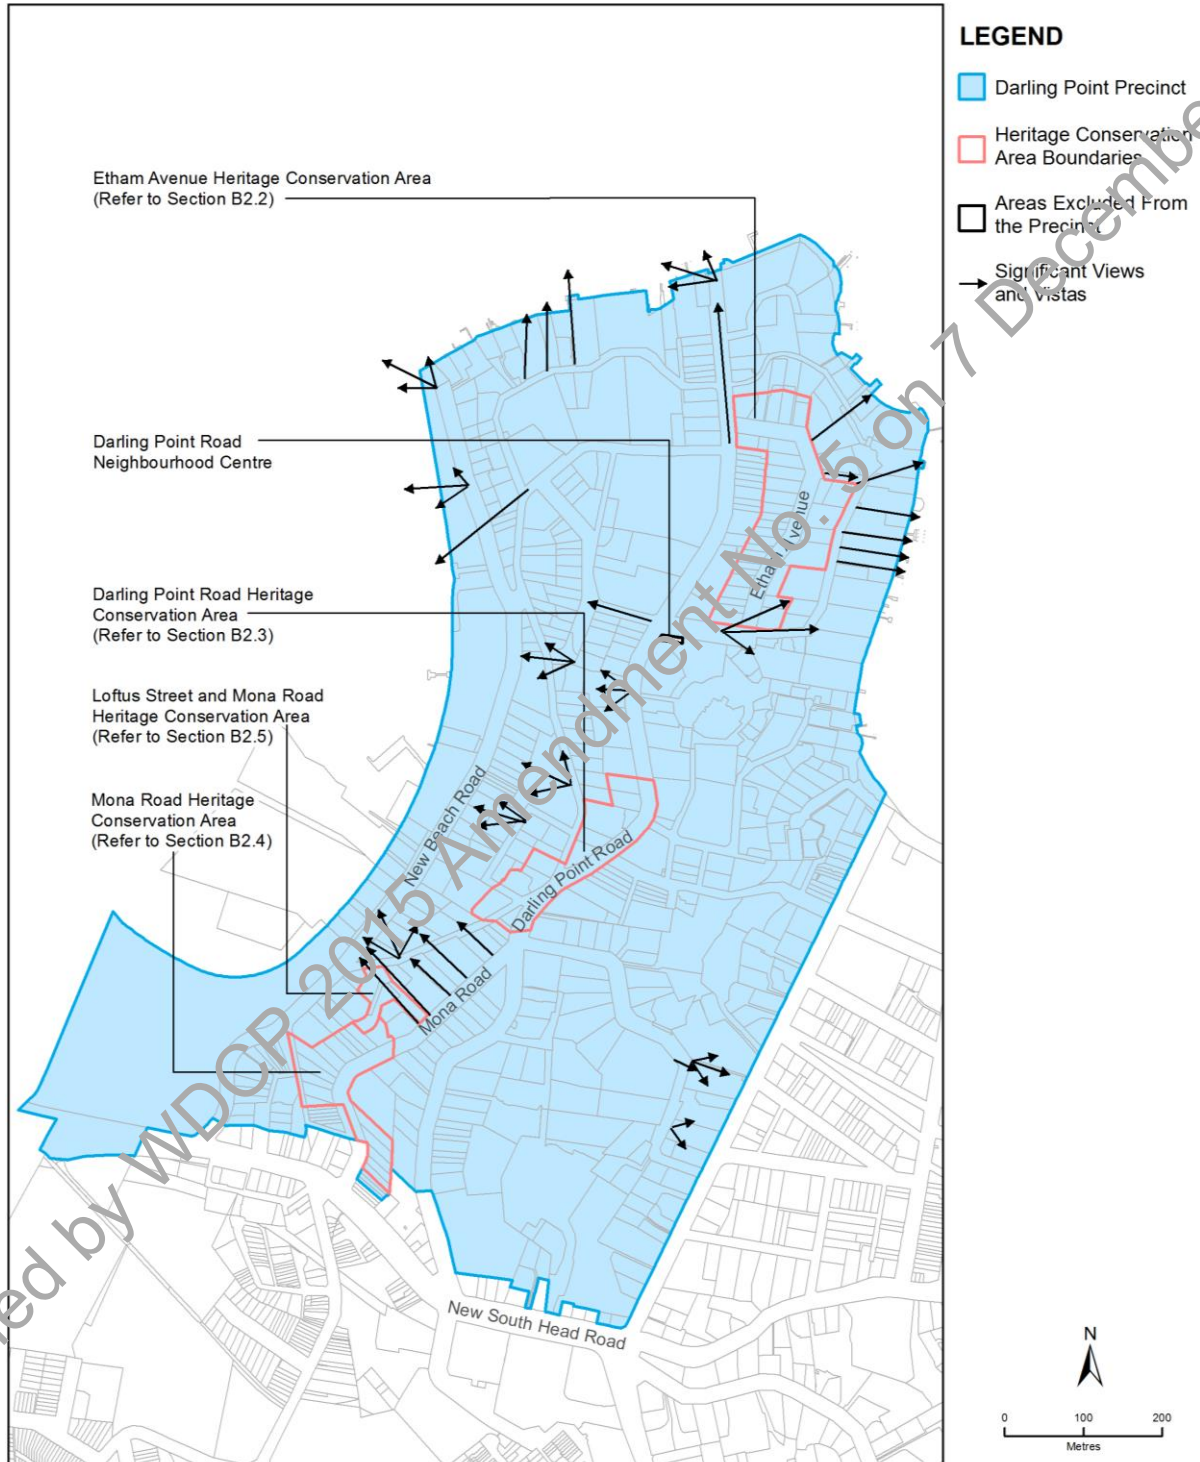 LEGEND
Darling Point Precinct
Heritage Conservation
Area Boundaries
Areas Excluded From
the Precinct
Significant Views
and Vistas
Etham Avenue Heritage Conservation Area
(Refer to Section B2.2)
Darling Point Road
Neighbourhood Centre
Darling Point Road Heritage
Conservation Area
(Refer to Section B2.3)
Loftus Street and Mona Road
Heritage Conservation Area
(Refer to Section B2.5)
Mona Road Heritage
Conservation Area
(Refer to Section B2.4)
Etham Avenue
New Beach Road
Darling Point Road
Mona Road
New South Head Road
N
0 100 200
Metres
by WDCP 2015 Amendment No. 5 on 7